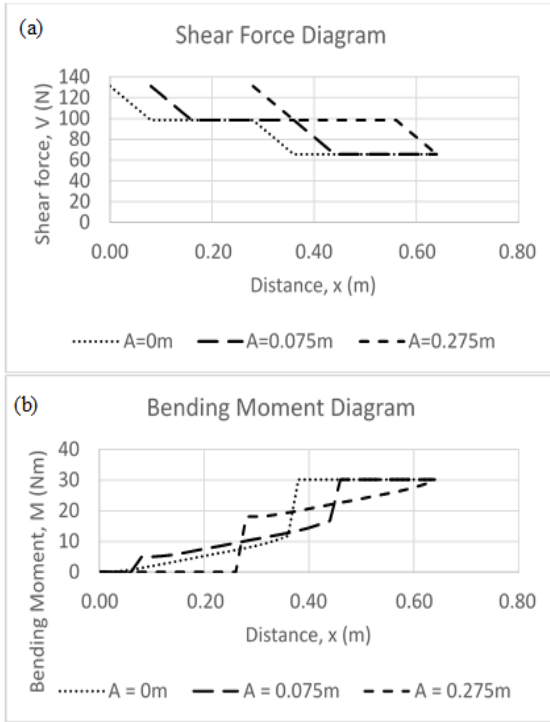 (a)
Shear Force Diagram
Shear force, V (N)
140
120
100
80
60
40
20
0
0.00 0.20 0.40 0.60 0.80
Distance, x (m)
A=0m A=0.075m A=0.275m
(b)
Bending Moment Diagram
Bending Moment, M (Nm)
40
30
20
10
0
0.00 0.20 0.40 0.60 0.80
Distance, x (m)
A = 0m A = 0.075m A = 0.275m